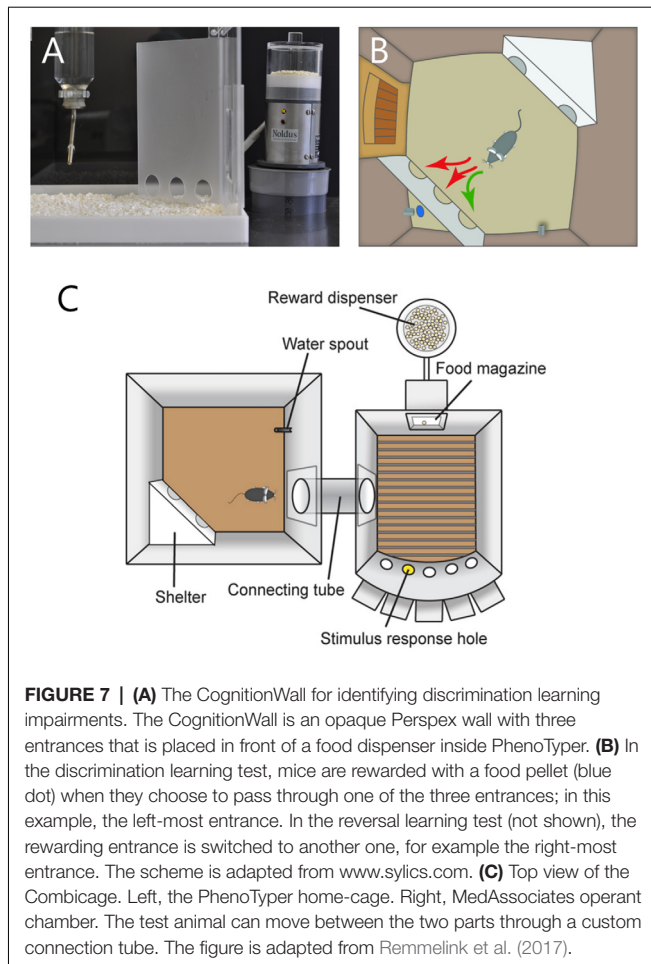 A
Noldus
B
C
Reward dispenser
Water spout
Food magazine
Shelter
Connecting tube
Stimulus response hole
FIGURE 7 | (A) The CognitionWall for identifying discrimination learning
impairments. The CognitionWall is an opaque Perspex wall with three
entrances that is placed in front of a food dispenser inside PhenoTyper. (B) In
the discrimination learning test, mice are rewarded with a food pellet (blue
dot) when they choose to pass through one of the three entrances; in this
example, the left-most entrance. In the reversal learning test (not shown), the
rewarding entrance is switched to another one, for example the right-most
entrance. The scheme is adapted from www.sylics.com. (C) Top view of the
Combicage. Left, the PhenoTyper home-cage. Right, MedAssociates operant
chamber. The test animal can move between the two parts through a custom
connection tube. The figure is adapted from Remmelink et al. (2017).